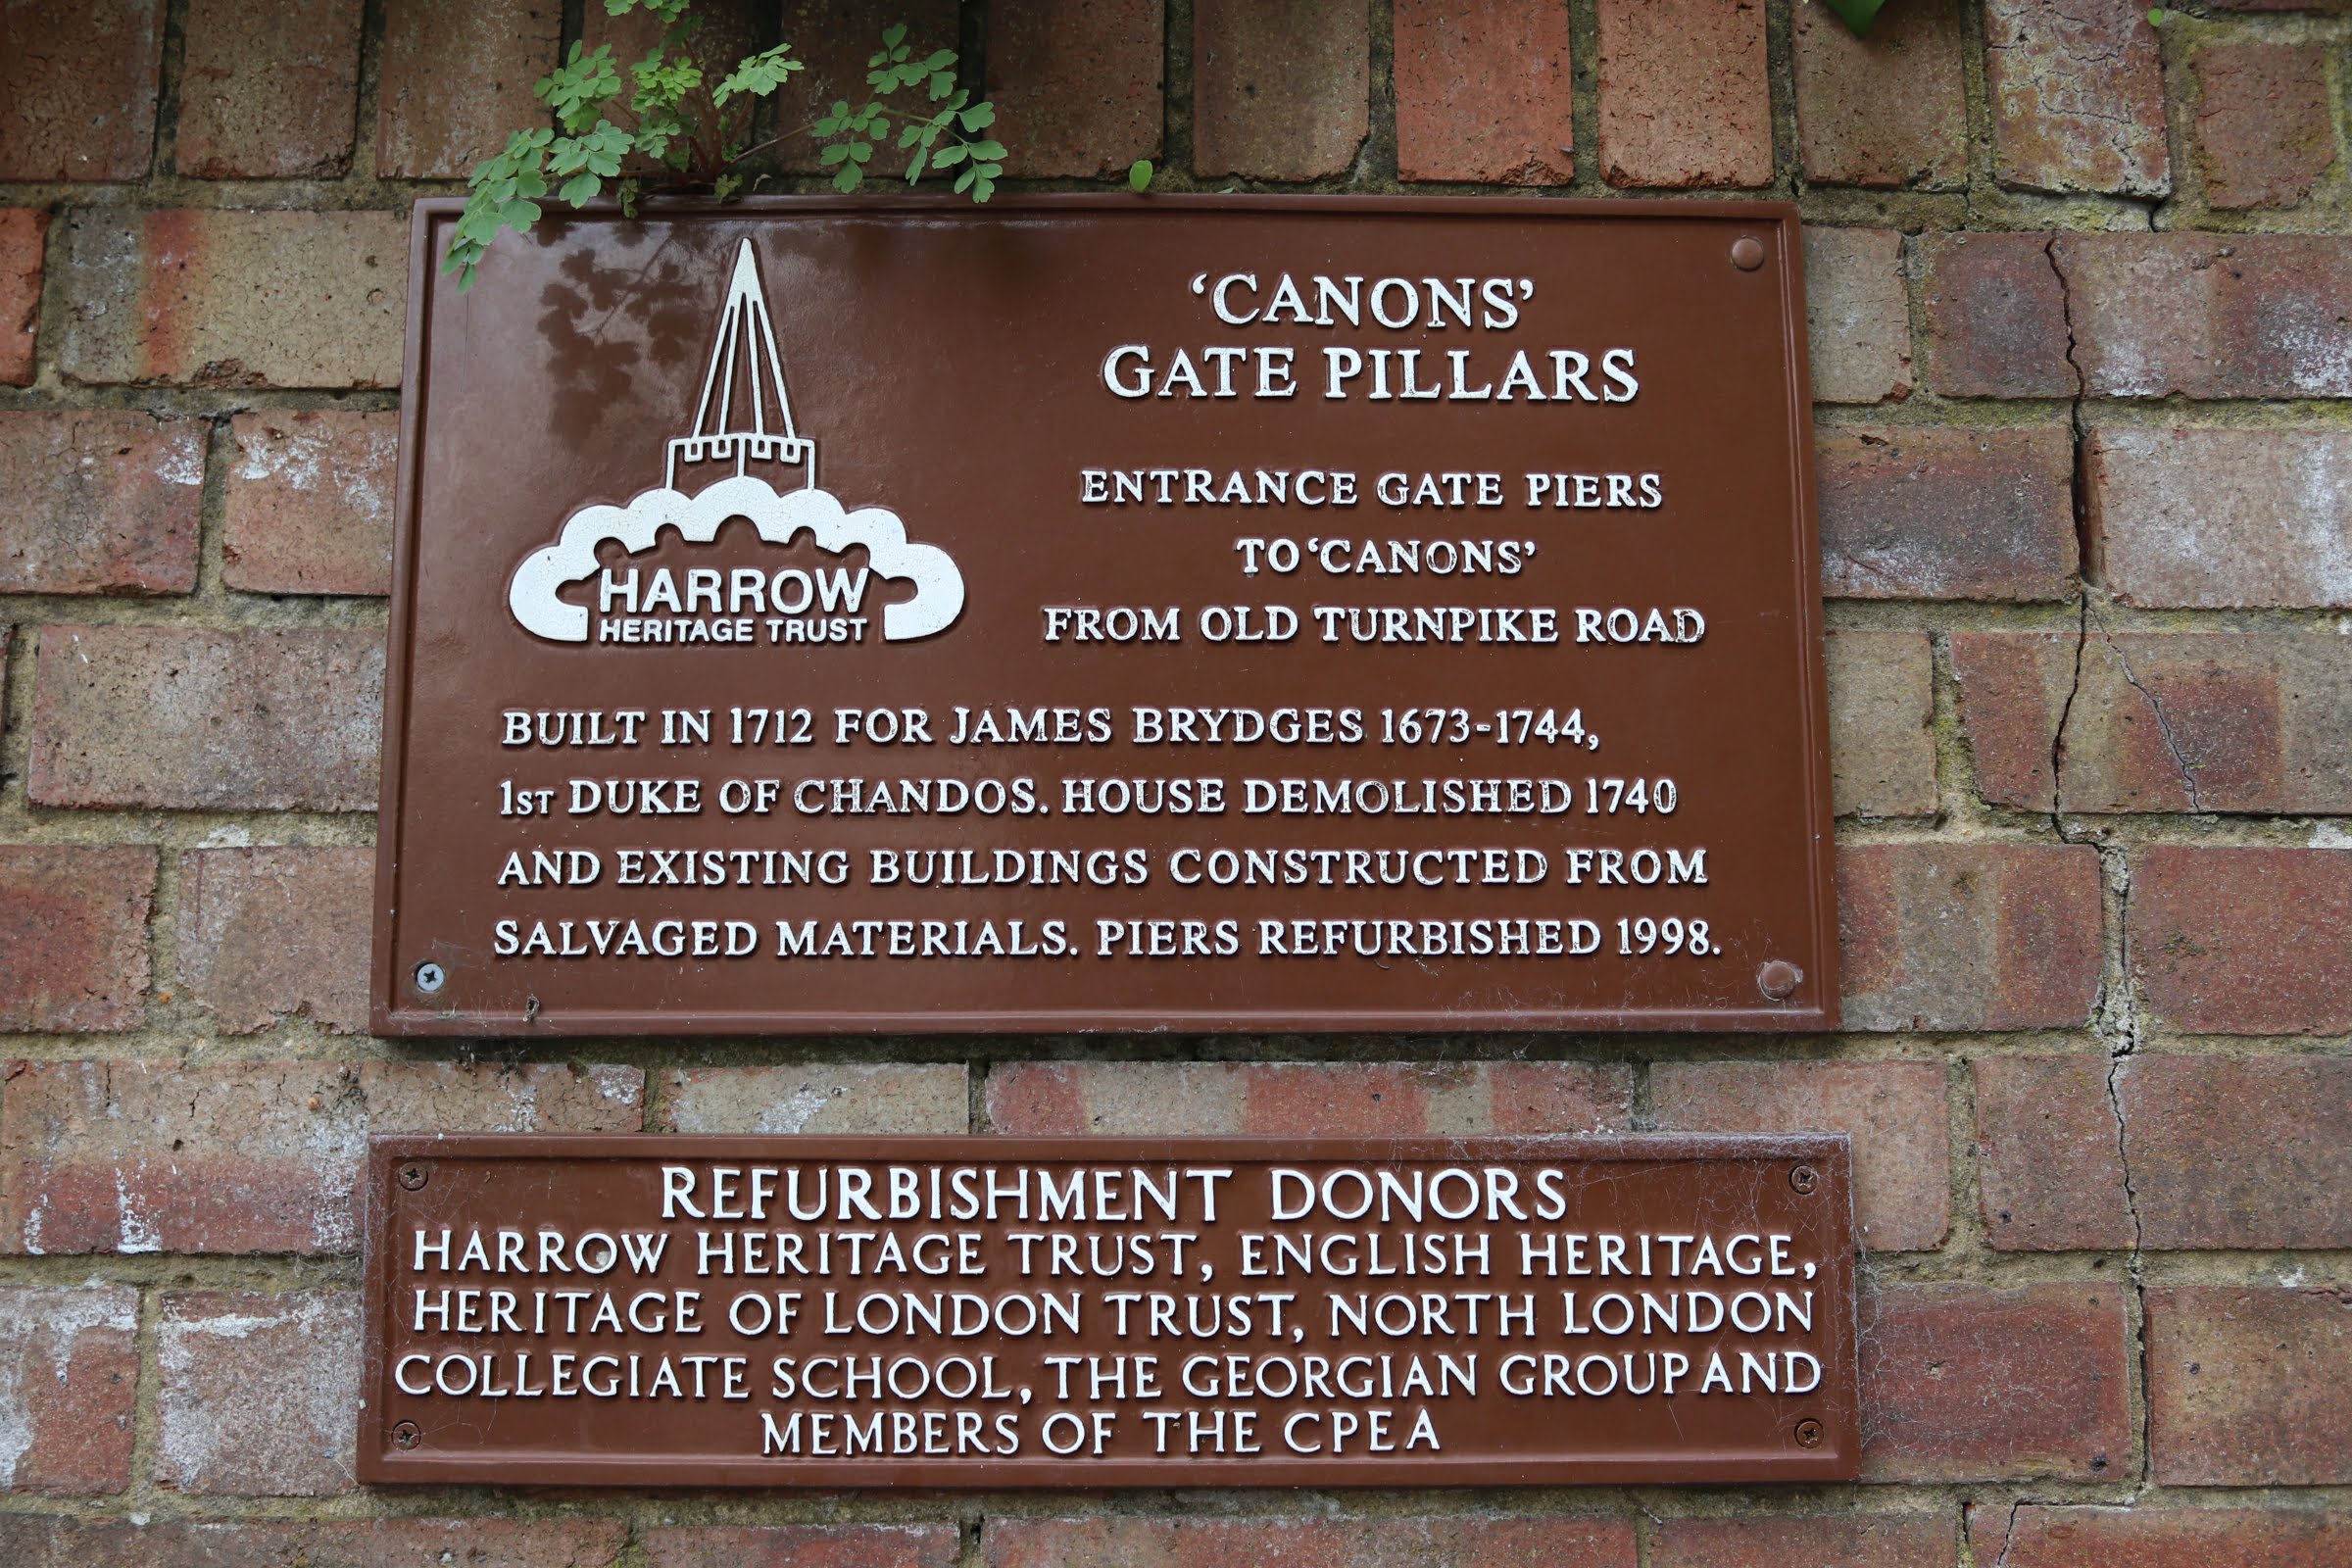 HARROW
HERITAGE TRUST
‘CANONS’
GATE PILLARS
ENTRANCE GATE PIERS
TO ‘CANONS’
FROM OLD TURNPIKE ROAD
BUILT IN 1712 FOR JAMES BRYDGES 1673-1744,
1ST DUKE OF CHANDOS. HOUSE DEMOLISHED 1740
AND EXISTING BUILDINGS CONSTRUCTED FROM
SALVAGED MATERIALS. PIERS REFURBISHED 1998.
REFURBISHMENT DONORS
HARROW HERITAGE TRUST, ENGLISH HERITAGE,
HERITAGE OF LONDON TRUST, NORTH LONDON
COLLEGIATE SCHOOL, THE GEORGIAN GROUP AND
MEMBERS OF THE CPEA